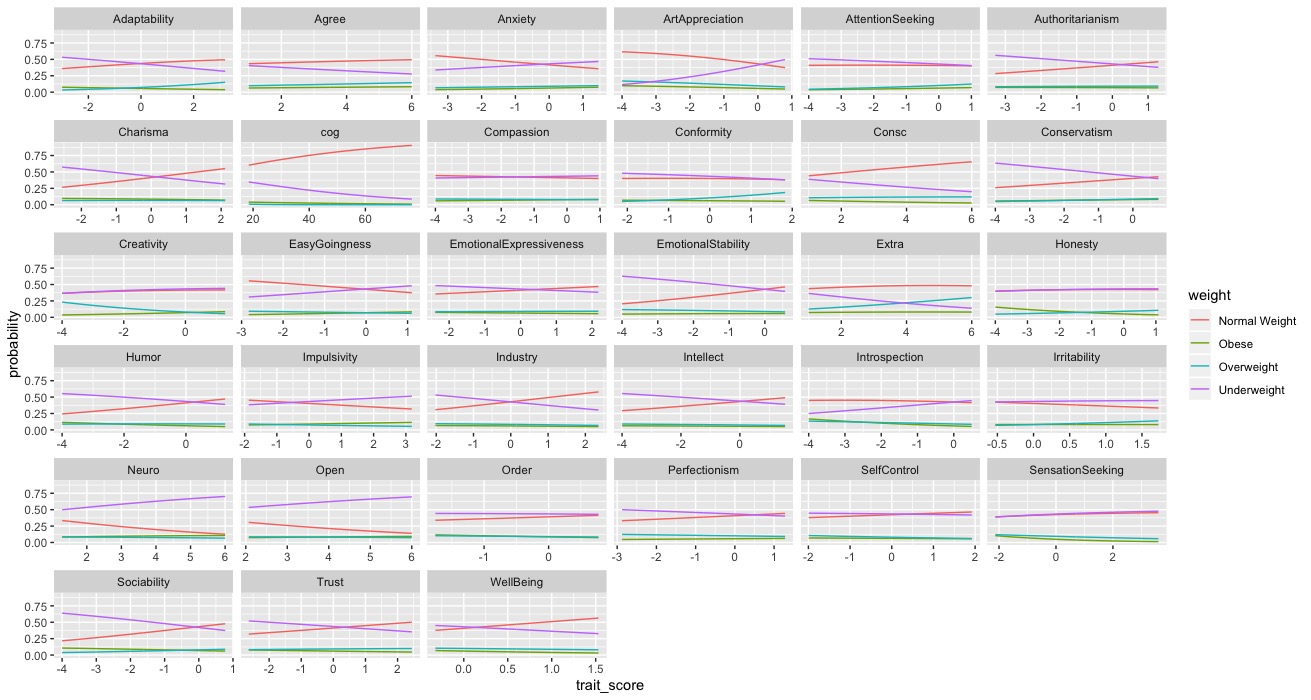 Adaptability Agree Anxiety ArtAppreciation AttentionSeeking Authoritarianism
0.75
0.50
0.25
0.00
-2 0 2 2 4 6 -3 -2 -1 0 1 -4 -3 -2 -1 0 1 -4 -3 -2 -1 0 1 -3 -2 -1 0 1
Charisma cog Compassion Conformity Consc Conservatism
0.75
0.50
0.25
0.00
-2 -1 0 1 2 20 40 60 -4 -3 -2 -1 0 1 -2 -1 0 1 2 2 4 6 -4 -3 -2 -1 0
Creativity EasyGoingness EmotionalExpressiveness EmotionalStability Extra Honesty
0.75
0.50
0.25
0.00
-4 -2 0 -3 -2 -1 0 1 -2 -1 0 1 2 -4 -3 -2 -1 0 2 4 6 -4 -3 -2 -1 0 1
Humor Impulsivity Industry Intellect Introspection Irritability
0.75
0.50
0.25
0.00
-4 -2 0 -2 -1 0 1 2 3 -2 -1 0 1 2 -4 -2 0 -4 -3 -2 -1 0 -0.5 0.0 0.5 1.0 1.5
Neuro Open Order Perfectionism SelfControl SensationSeeking
0.75
0.50
0.25
0.00
2 3 4 5 6 2 3 4 5 6 -1 0 -3 -2 -1 0 1 -2 -1 0 1 2 -2 0 2
Sociability Trust WellBeing
0.75
0.50
0.25
0.00
-4 -3 -2 -1 0 1 -2 -1 0 1 2 0.0 0.5 1.0 1.5
trait_score
probability
weight
Normal Weight
Obese
Overweight
Underweight